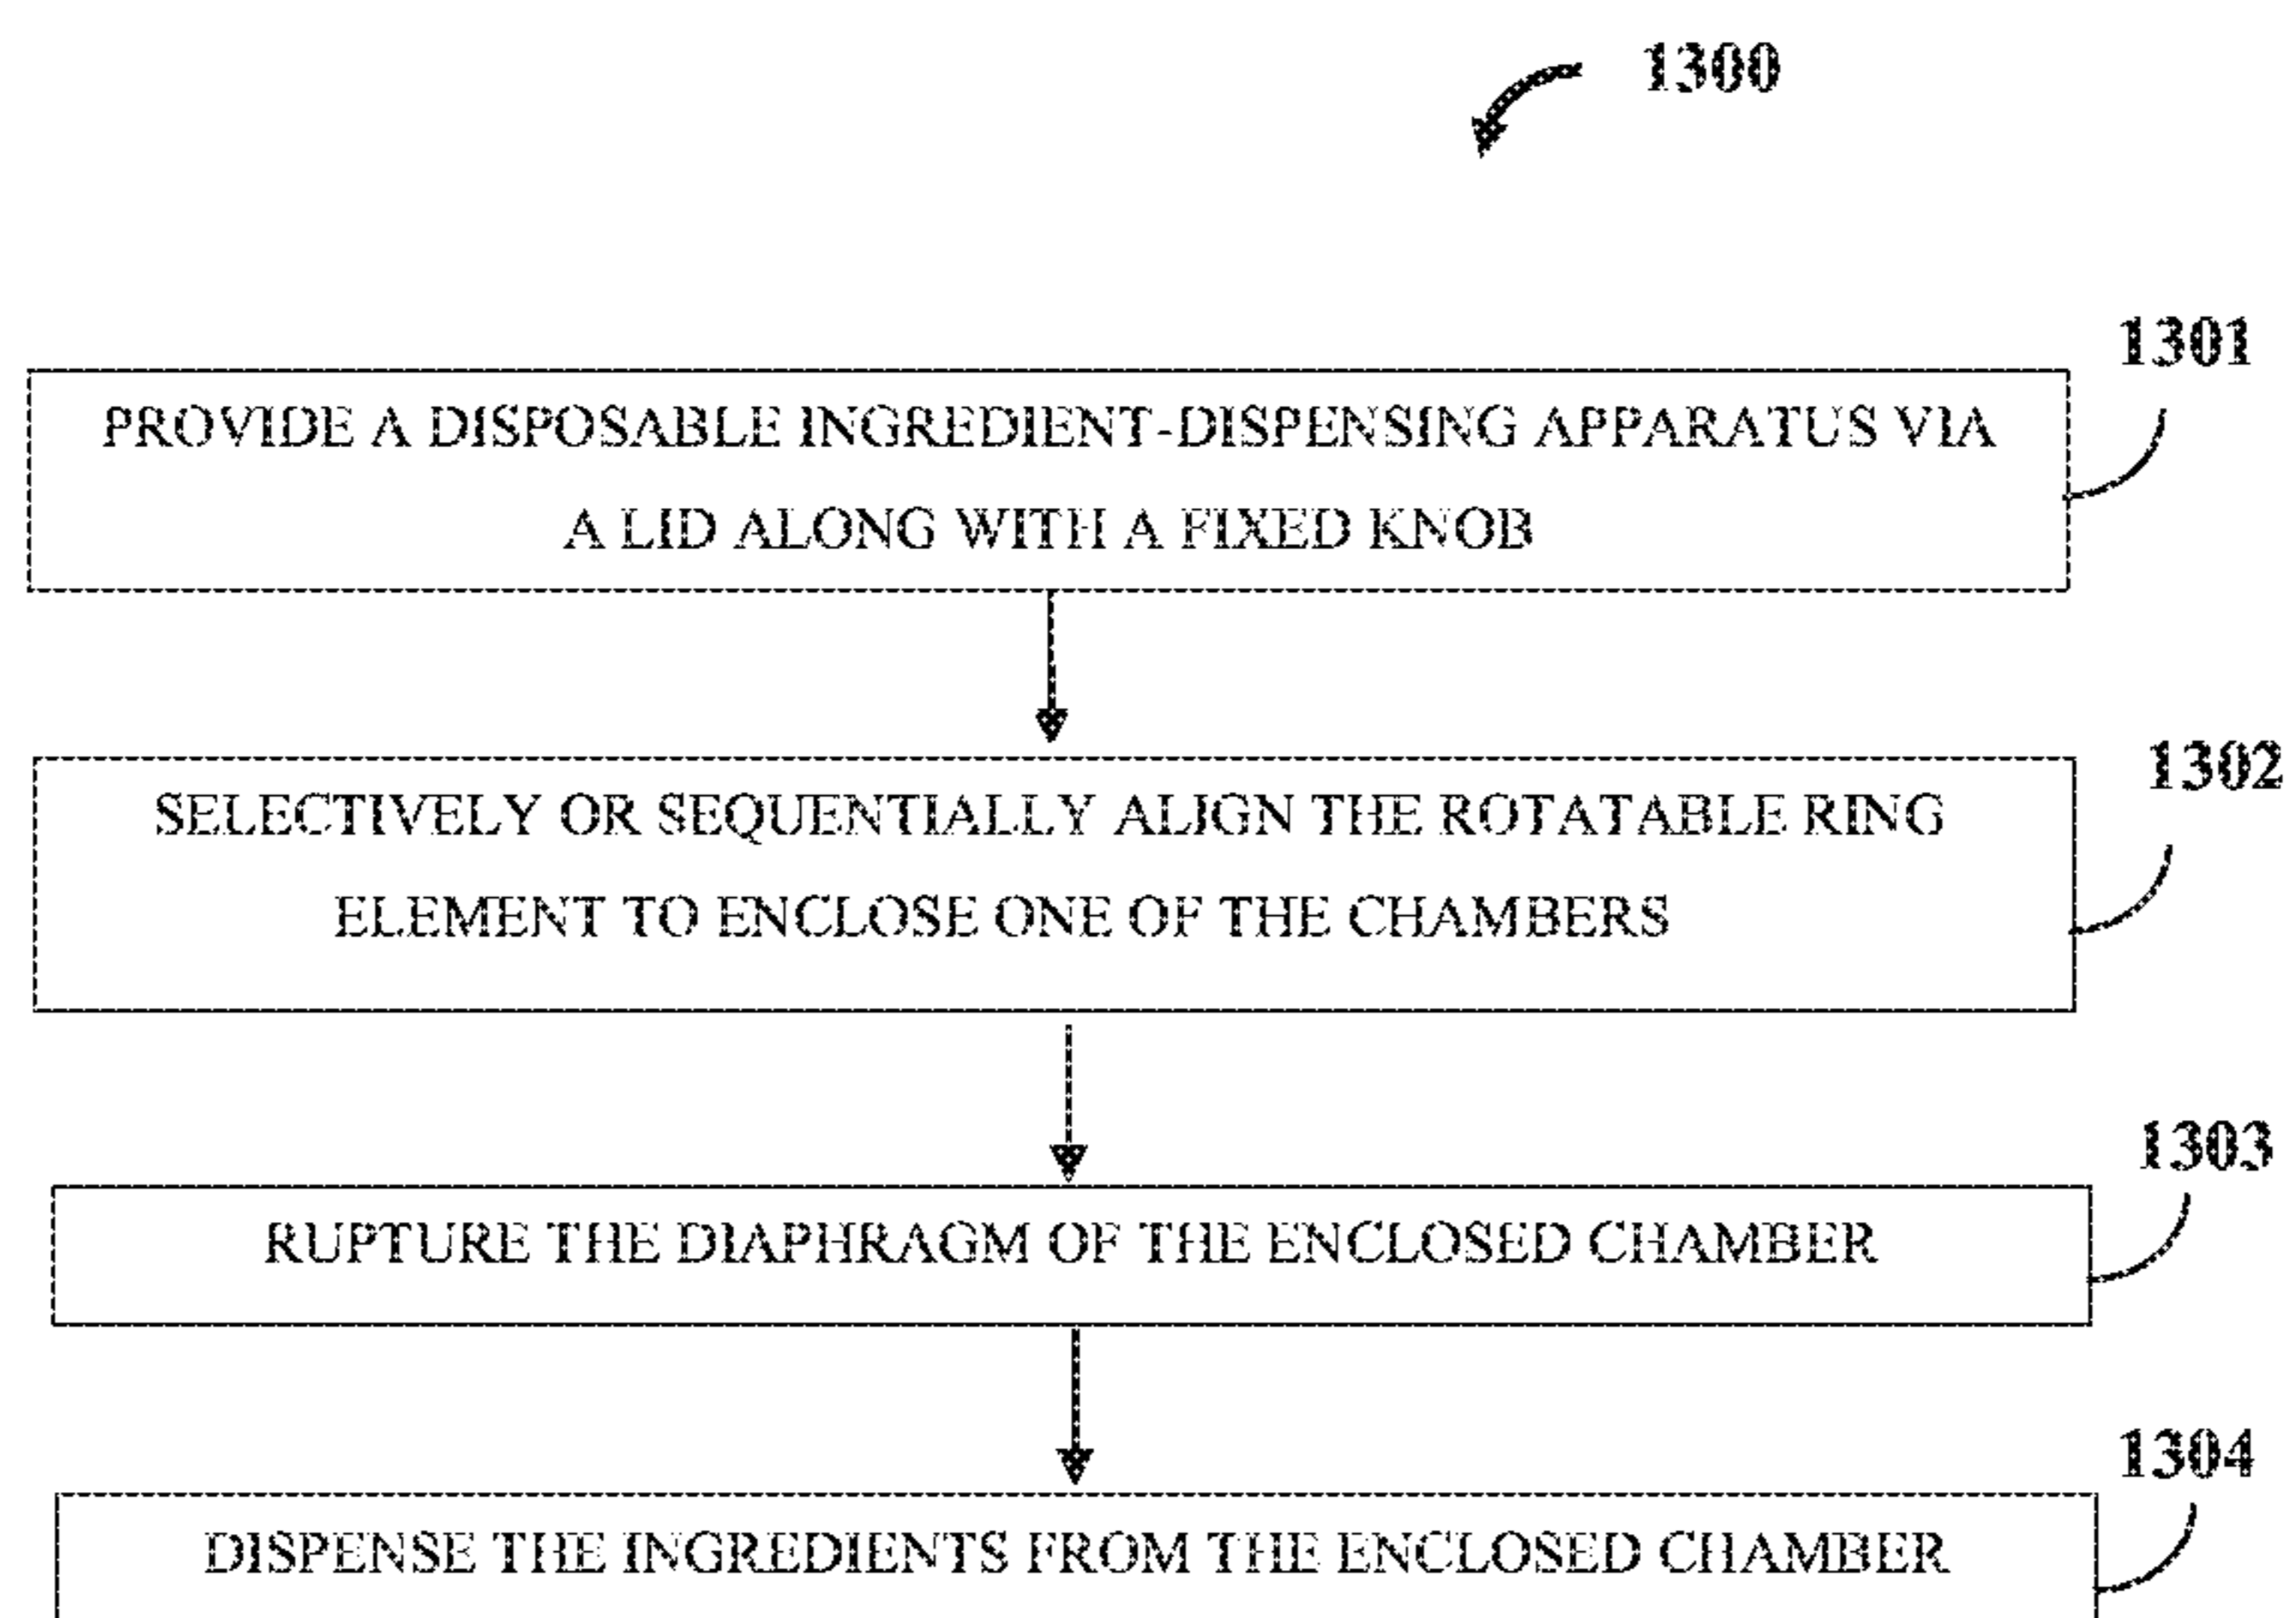 1300
1301
PROVIDE A DISPOSABLE INGREDIENT-DISPENSING APPARATUS VIA
A LID ALONG WITH A FIXED KNOB
1302
SELECTIVELY OR SEQUENTIALLY ALIGN THE ROTATABLE RING
ELEMENT TO ENCLOSE ONE OF THE CHAMBERS
1303
RUPTURE THE DIAPHRAGM OF THE ENCLOSED CHAMBER
1304
DISPENSE THE INGREDIENTS FROM THE ENCLOSED CHAMBER